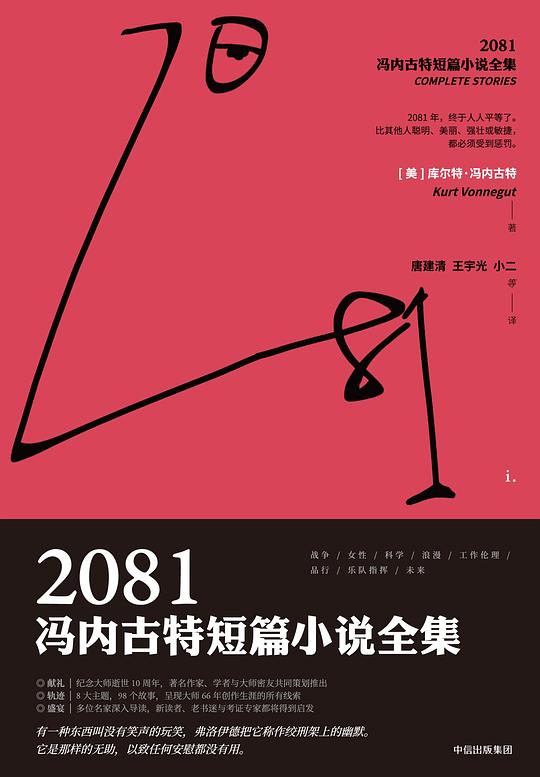 2081
冯内古特短篇小说全集
COMPLETE STORIES
2081 年，终于人人平等了。
比其他人聪明、美丽、强壮或敏捷，
都必须受到惩罚。
[ 美 ] 库尔特·冯内古特
Kurt Vonnegut
著
唐建清 王宇光 小二
等
译
i.
2081
冯内古特短篇小说全集
战争 / 女性 / 科学 / 浪漫 / 工作伦理 /
品行 / 乐队指挥 / 未来
◎ 献礼 | 纪念大师逝世 10 周年，著名作家、学者与大师密友共同策划推出
◎ 轨迹 | 8 大主题，98 个故事，呈现大师 66 年创作生涯的所有线索
◎ 盛宴 | 多位名家深入导读，新读者、老书迷与考证专家都将得到启发
有一种东西叫没有笑声的玩笑，弗洛伊德把它称作绞刑架上的幽默。
它是那样的无助，以致任何安慰都没有用。
中信出版集团